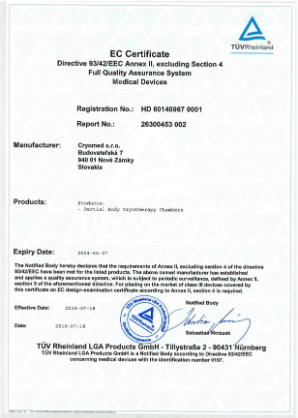 TÜVRheinland
EC Certificate
Directive 93/42/EEC Annex II, excluding Section 4
Full Quality Assurance System
Medical Devices
Registration No.: HD 60140967 0001
Report No.: 26300453 002
Manufacturer: Cryomed s.r.o.
Budovateľská 7
940 01 Nové Zámky
Slovakia
Products: Products:
- Partial Body Cryotherapy Chambers
Expiry Date: 2024-05-07
The Notified Body hereby declares that the requirements of Annex II, excluding section 4 of the directive
93/42/EEC have been met for the listed products. The above named manufacturer has established
and applies a quality assurance system, which is subject to periodic surveillance, defined by Annex II,
section 5 of the aforementioned directive. For placing on the market of class III devices covered by
this certificate an EC design-examination certificate according to Annex II, section 4 is required.
Effective Date: 2019-07-18
Date: 2019-07-18
Notified Body
TÜV Rheinland LGA Products GmbH - Tillystraße 2 - 90431 Nürnberg
TÜV Rheinland LGA Products GmbH is a Notified Body according to Directive 93/42/EEC
concerning medical devices with the identification number 0197.